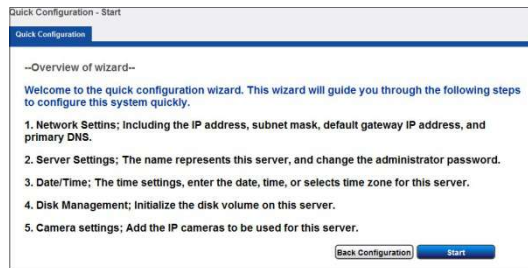 Quick Configuration - Start
Quick Configuration
--Overview of wizard--
Welcome to the quick configuration wizard. This wizard will guide you through the following steps
to configure this system quickly.
1. Network Settins; Including the IP address, subnet mask, default gateway IP address, and
primary DNS.
2. Server Settings; The name represents this server, and change the administrator password.
3. Date/Time; The time settings, enter the date, time, or selects time zone for this server.
4. Disk Management; Initialize the disk volume on this server.
5. Camera settings; Add the IP cameras to be used for this server.
Back Configuration Start